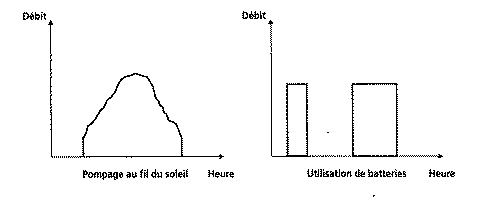 Débit
Débit
Pompage au fil du soleil Heure
Utilisation de batteries Heure